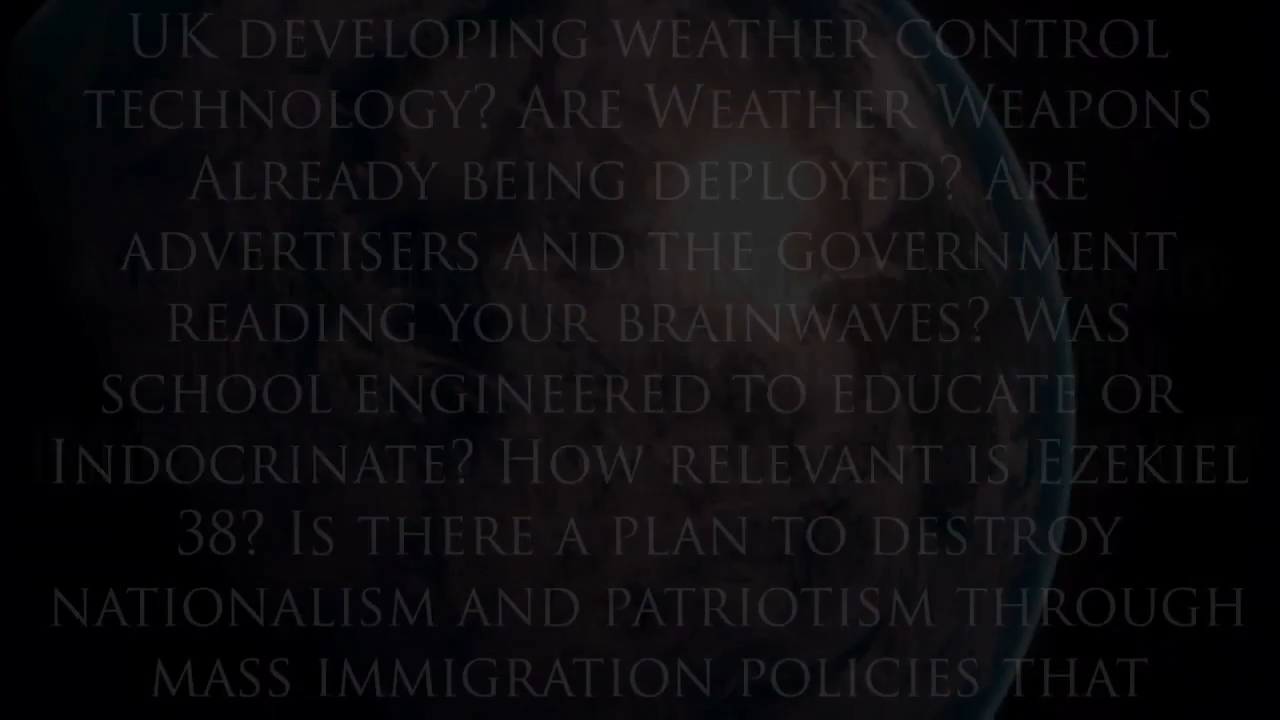 UK developing weather control
technology? Are Weather Weapons
Already being deployed? Are
advertisers and the government
reading your brainwaves? Was
school engineered to educate or
Indocrinate? How relevant is Ezekiel
38? Is there a plan to destroy
nationalism and patriotism through
mass immigration policies that